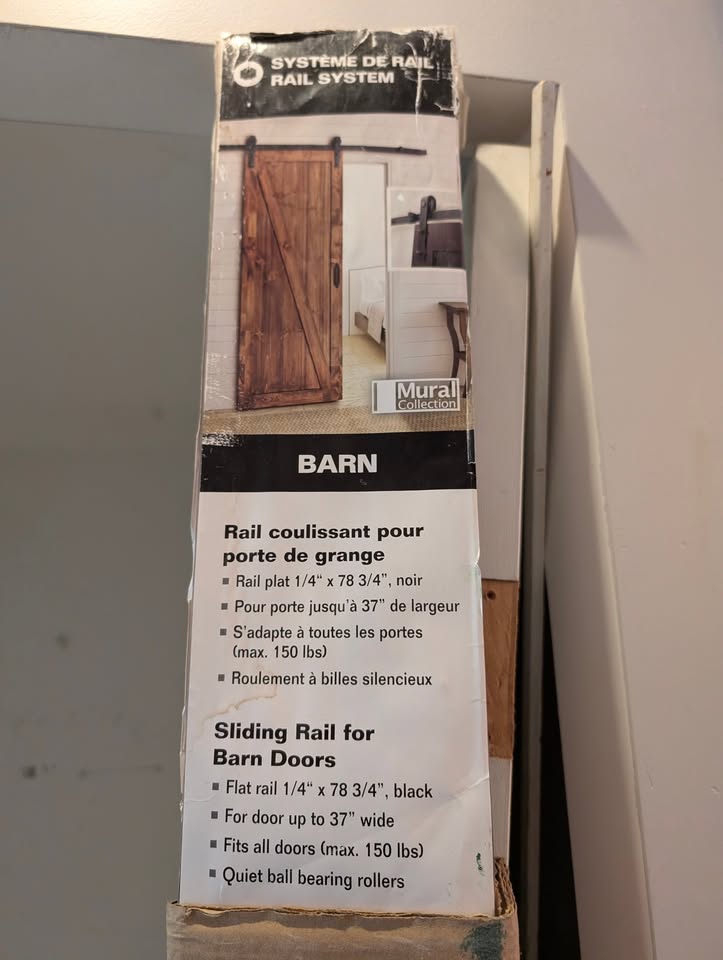 SYSTÈME DE RAIL
RAIL SYSTEM
Mural
Collection
BARN
Rail coulissant pour
porte de grange
▪ Rail plat 1/4“ x 78 3/4”, noir
▪ Pour porte jusqu'à 37” de largeur
▪ S'adapte à toutes les portes
(max. 150 lbs)
▪ Roulement à billes silencieux
Sliding Rail for
Barn Doors
▪ Flat rail 1/4“ x 78 3/4”, black
▪ For door up to 37” wide
▪ Fits all doors (max. 150 lbs)
▪ Quiet ball bearing rollers